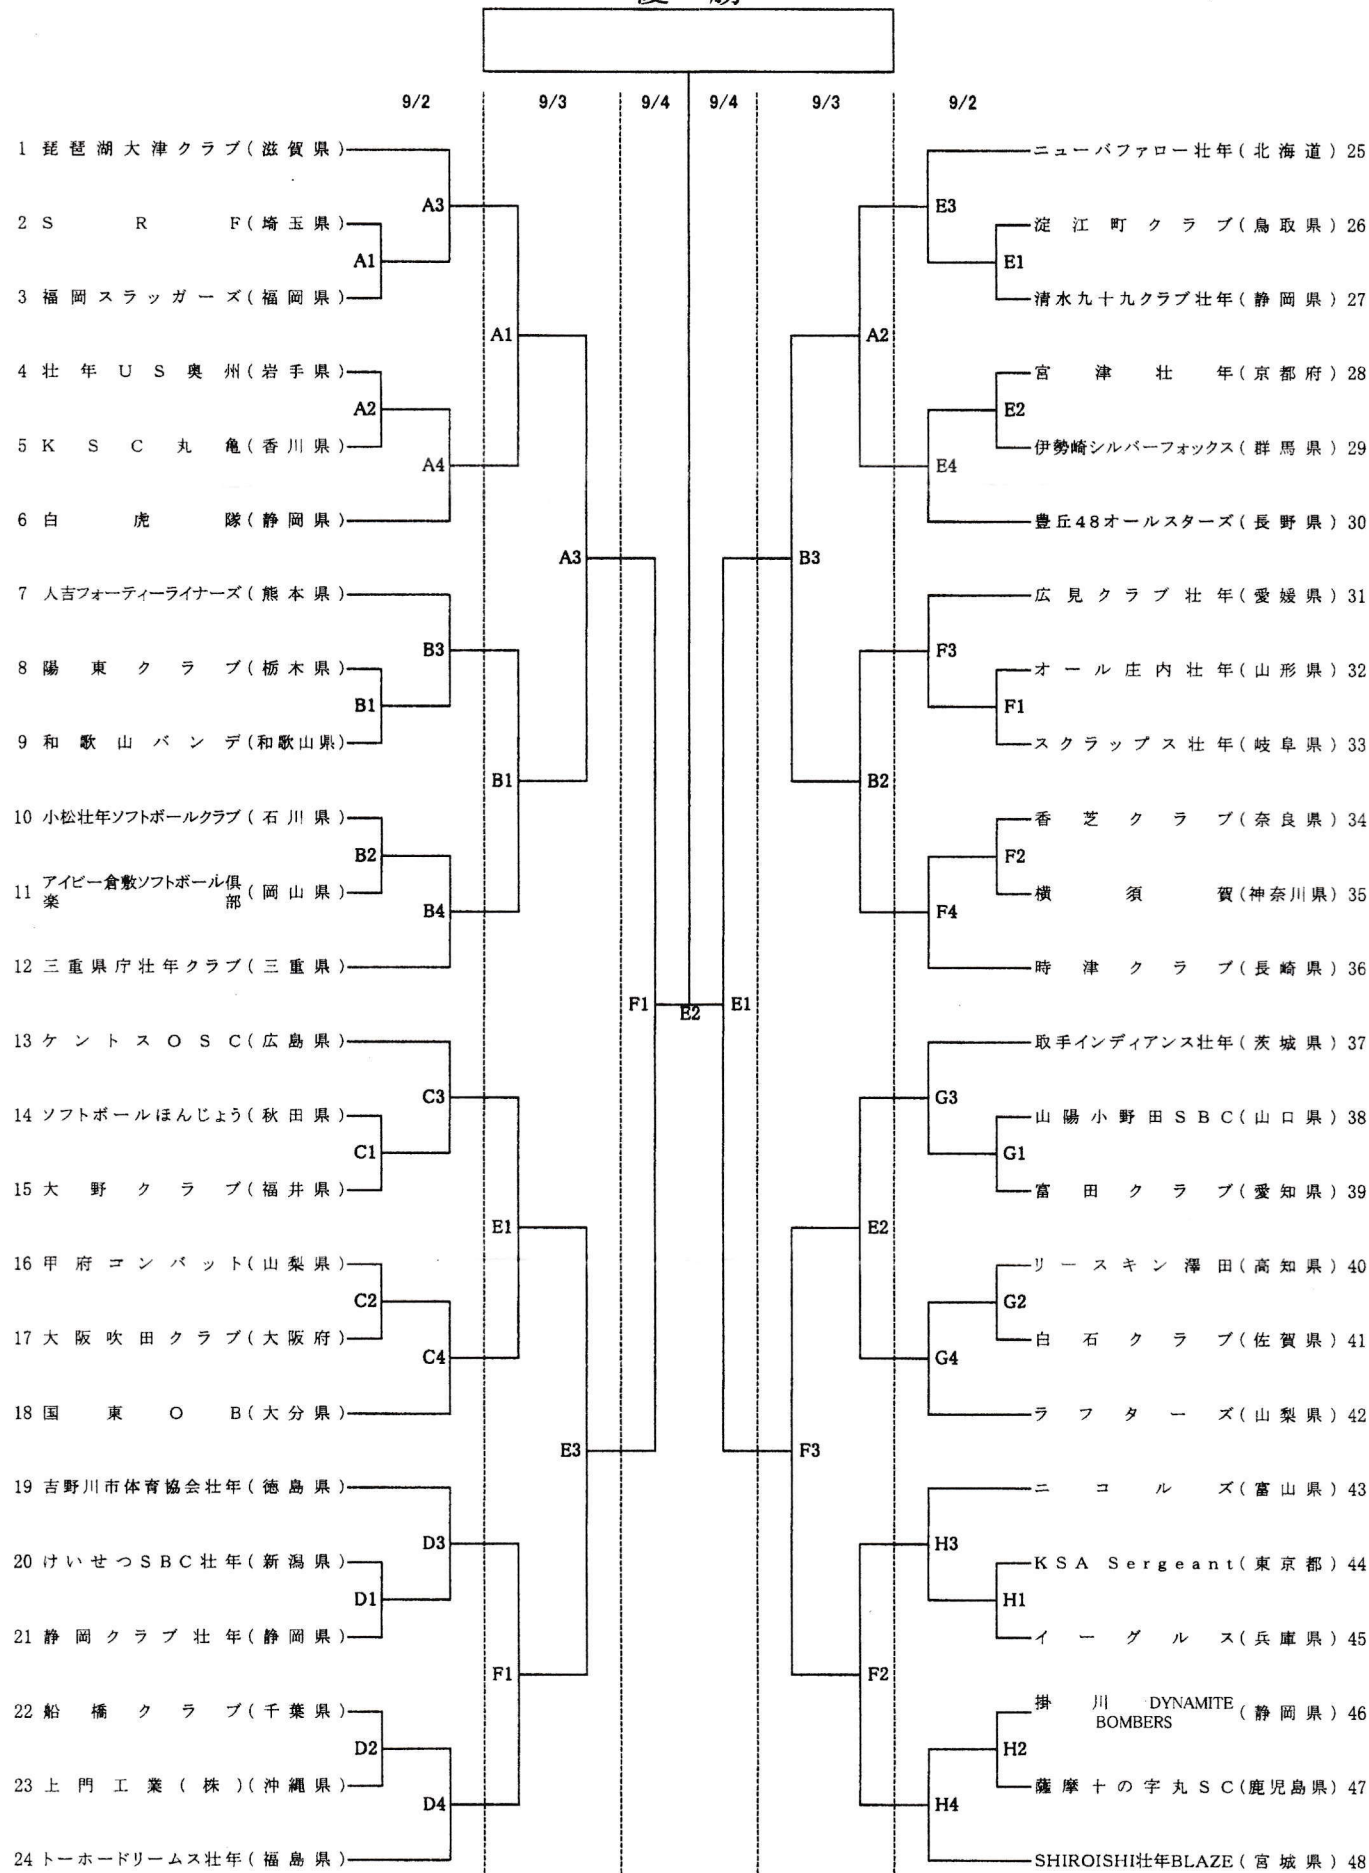 優 勝
9/2 9/3 9/4 9/4 9/3 9/2
1 琵琶湖大津クラブ(滋賀県)
2 S R F(埼玉県)
3 福岡スラッガーズ(福岡県)
4 壮年US奥州(岩手県)
5 KSC丸亀(香川県)
6 白虎隊(静岡県)
7 人吉フォーティーライナーズ(熊本県)
8 陽東クラブ(栃木県)
9 和歌山バンデ(和歌山県)
10 小松壮年ソフトボールクラブ(石川県)
11 アイビー倉敷ソフトボール倶楽部(岡山県)
12 三重県庁壮年クラブ(三重県)
13 ケントスOSC(広島県)
14 ソフトボールほんじょう(秋田県)
15 大野クラブ(福井県)
16 甲府コンバット(山梨県)
17 大阪吹田クラブ(大阪府)
18 国東OB(大分県)
19 吉野川市体育協会壮年(徳島県)
20 けいせつSBC壮年(新潟県)
21 静岡クラブ壮年(静岡県)
22 船橋クラブ(千葉県)
23 上門工業(株)(沖縄県)
24 トーホードリームス壮年(福島県)
A3
A1
A2
A4
B3
B1
B2
B4
C3
C1
C2
C4
D3
D1
D2
D4
A1
B1
E1
F1
A3
E3
F1
E2
E1
B3
F3
A2
B2
E2
F2
E3
E1
E2
E4
F3
F1
F2
F4
G3
G1
G2
G4
H3
H1
H2
H4
ニューバファロー壮年(北海道)25
淀江町クラブ(鳥取県)26
清水九十九クラブ壮年(静岡県)27
宮津壮年(京都府)28
伊勢崎シルバーフォックス(群馬県)29
豊丘48オールスターズ(長野県)30
広見クラブ壮年(愛媛県)31
オール庄内壮年(山形県)32
スクラップス壮年(岐阜県)33
香芝クラブ(奈良県)34
横須賀(神奈川県)35
時津クラブ(長崎県)36
取手インディアンス壮年(茨城県)37
山陽小野田SBC(山口県)38
富田クラブ(愛知県)39
リースキン澤田(高知県)40
白石クラブ(佐賀県)41
ラフターズ(山梨県)42
ニコルズ(富山県)43
KSA Sergeant(東京都)44
イーグルス(兵庫県)45
掛川 DYNAMITE BOMBERS(静岡県)46
薩摩十の字丸SC(鹿児島県)47
SHIROISHI壮年BLAZE(宮城県)48